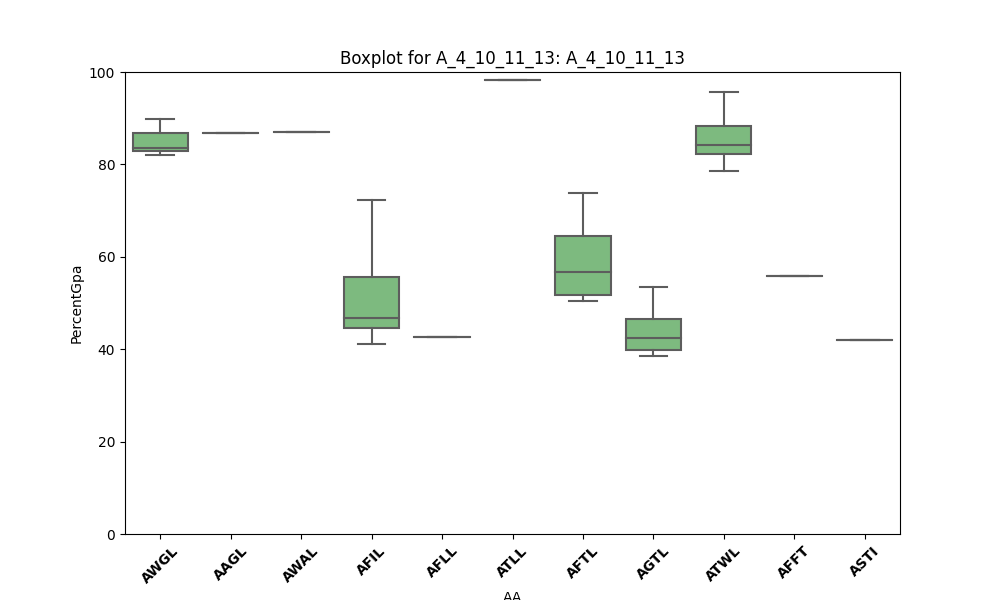 Boxplot for A_4_10_11_13: A_4_10_11_13
100
80
60
40
20
0
PercentGpa
AWGL
AAGL
AWAL
AFIL
AFLL
ATLL
AFTL
AGTL
ATWL
AFFT
ASTI
AA